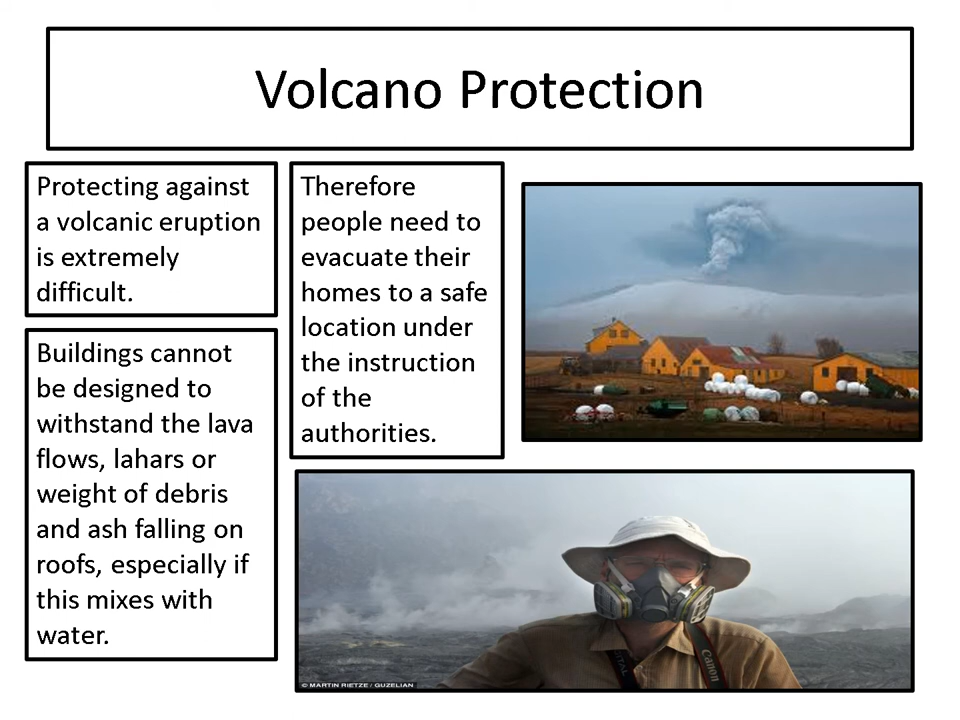 Volcano Protection
Protecting against
a volcanic eruption
is extremely
difficult.
Buildings cannot
be designed to
withstand the lava
flows, lahars or
weight of debris
and ash falling on
roofs, especially if
this mixes with
water.
Therefore
people need to
evacuate their
homes to a safe
location under
the instruction
of the
authorities.
© MARTIN RIETZE / GUZELIAN
Canon